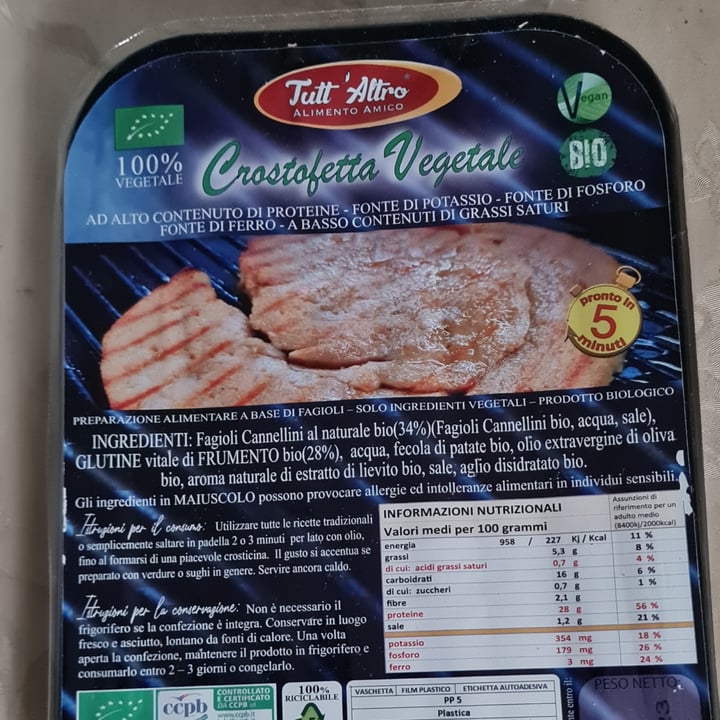 Tutt'Altro
ALIMENTO AMICO
Vegan
BIO
100%
VEGETALE
Crostofetta Vegetale
AD ALTO CONTENUTO DI PROTEINE - FONTE DI POTASSIO - FONTE DI FOSFORO
FONTE DI FERRO - A BASSO CONTENUTI DI GRASSI SATURI
pronto in
5
minuti
PREPARAZIONE ALIMENTARE A BASE DI FAGIOLI – SOLO INGREDIENTI VEGETALI – PRODOTTO BIOLOGICO
INGREDIENTI: Fagioli Cannellini al naturale bio(34%)(Fagioli Cannellini bio, acqua, sale),
GLUTINE vitale di FRUMENTO bio(28%), acqua, fecola di patate bio, olio extravergine di oliva
bio, aroma naturale di estratto di lievito bio, sale, aglio disidratato bio.
Gli ingredienti in MAIUSCOLO possono provocare allergie ed intolleranze alimentari in individui sensibili.
Istruzioni per il consumo: Utilizzare tutte le ricette tradizionali
o semplicemente saltare in padella 2 o 3 minuti per lato con olio,
fino al formarsi di una piacevole crosticina. Il gusto si accentua se
preparato con verdure o sughi in genere. Servire ancora caldo.
Istruzioni per la conservazione: Non è necessario il
frigorifero se la confezione è integra. Conservare in luogo
fresco e asciutto, lontano da fonti di calore. Una volta
aperta la confezione, mantenere il prodotto in frigorifero e
consumarlo entro 2 – 3 giorni o congelarlo.
INFORMAZIONI NUTRIZIONALI
Valori medi per 100 grammi
Assunzioni di
riferimento per un
adulto medio
(8400kj/2000kcal)
energia 958 / 227 Kj / Kcal 11 %
grassi 5,3 g 8 %
di cui: acidi grassi saturi 0,7 g 4 %
carboidrati 16 g 6 %
di cui: zuccheri 0,7 g 1 %
fibre 2,1 g
proteine 28 g 56 %
sale 1,2 g 21 %
potassio 354 mg 18 %
fosforo 179 mg 26 %
ferro 3 mg 24 %
ccpb
CONTROLLATO
E CERTIFICATO
DA CCPB srl
www.ccpb.it
100%
RICICLABILE
VASCHETTA FILM PLASTICO ETICHETTA AUTOADESIVA
PP 5
Plastica
entro il:
PESO NETTO: